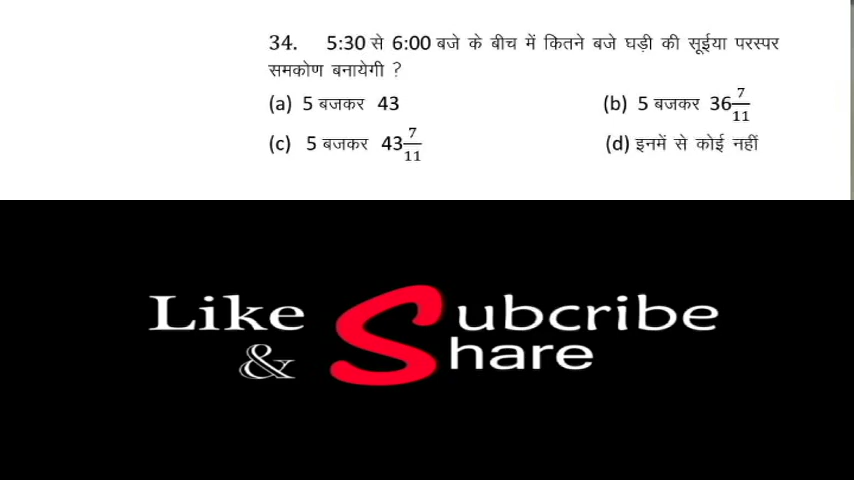 34. 5:30 से 6:00 बजे के बीच में कितने बजे घड़ी की सूईया परस्पर
समकोण बनायेगी ?
(a) 5 बजकर 43 (b) 5 बजकर 36 7/11
(c) 5 बजकर 43 7/11 (d) इनमें से कोई नहीं
Like Subcribe
& Share